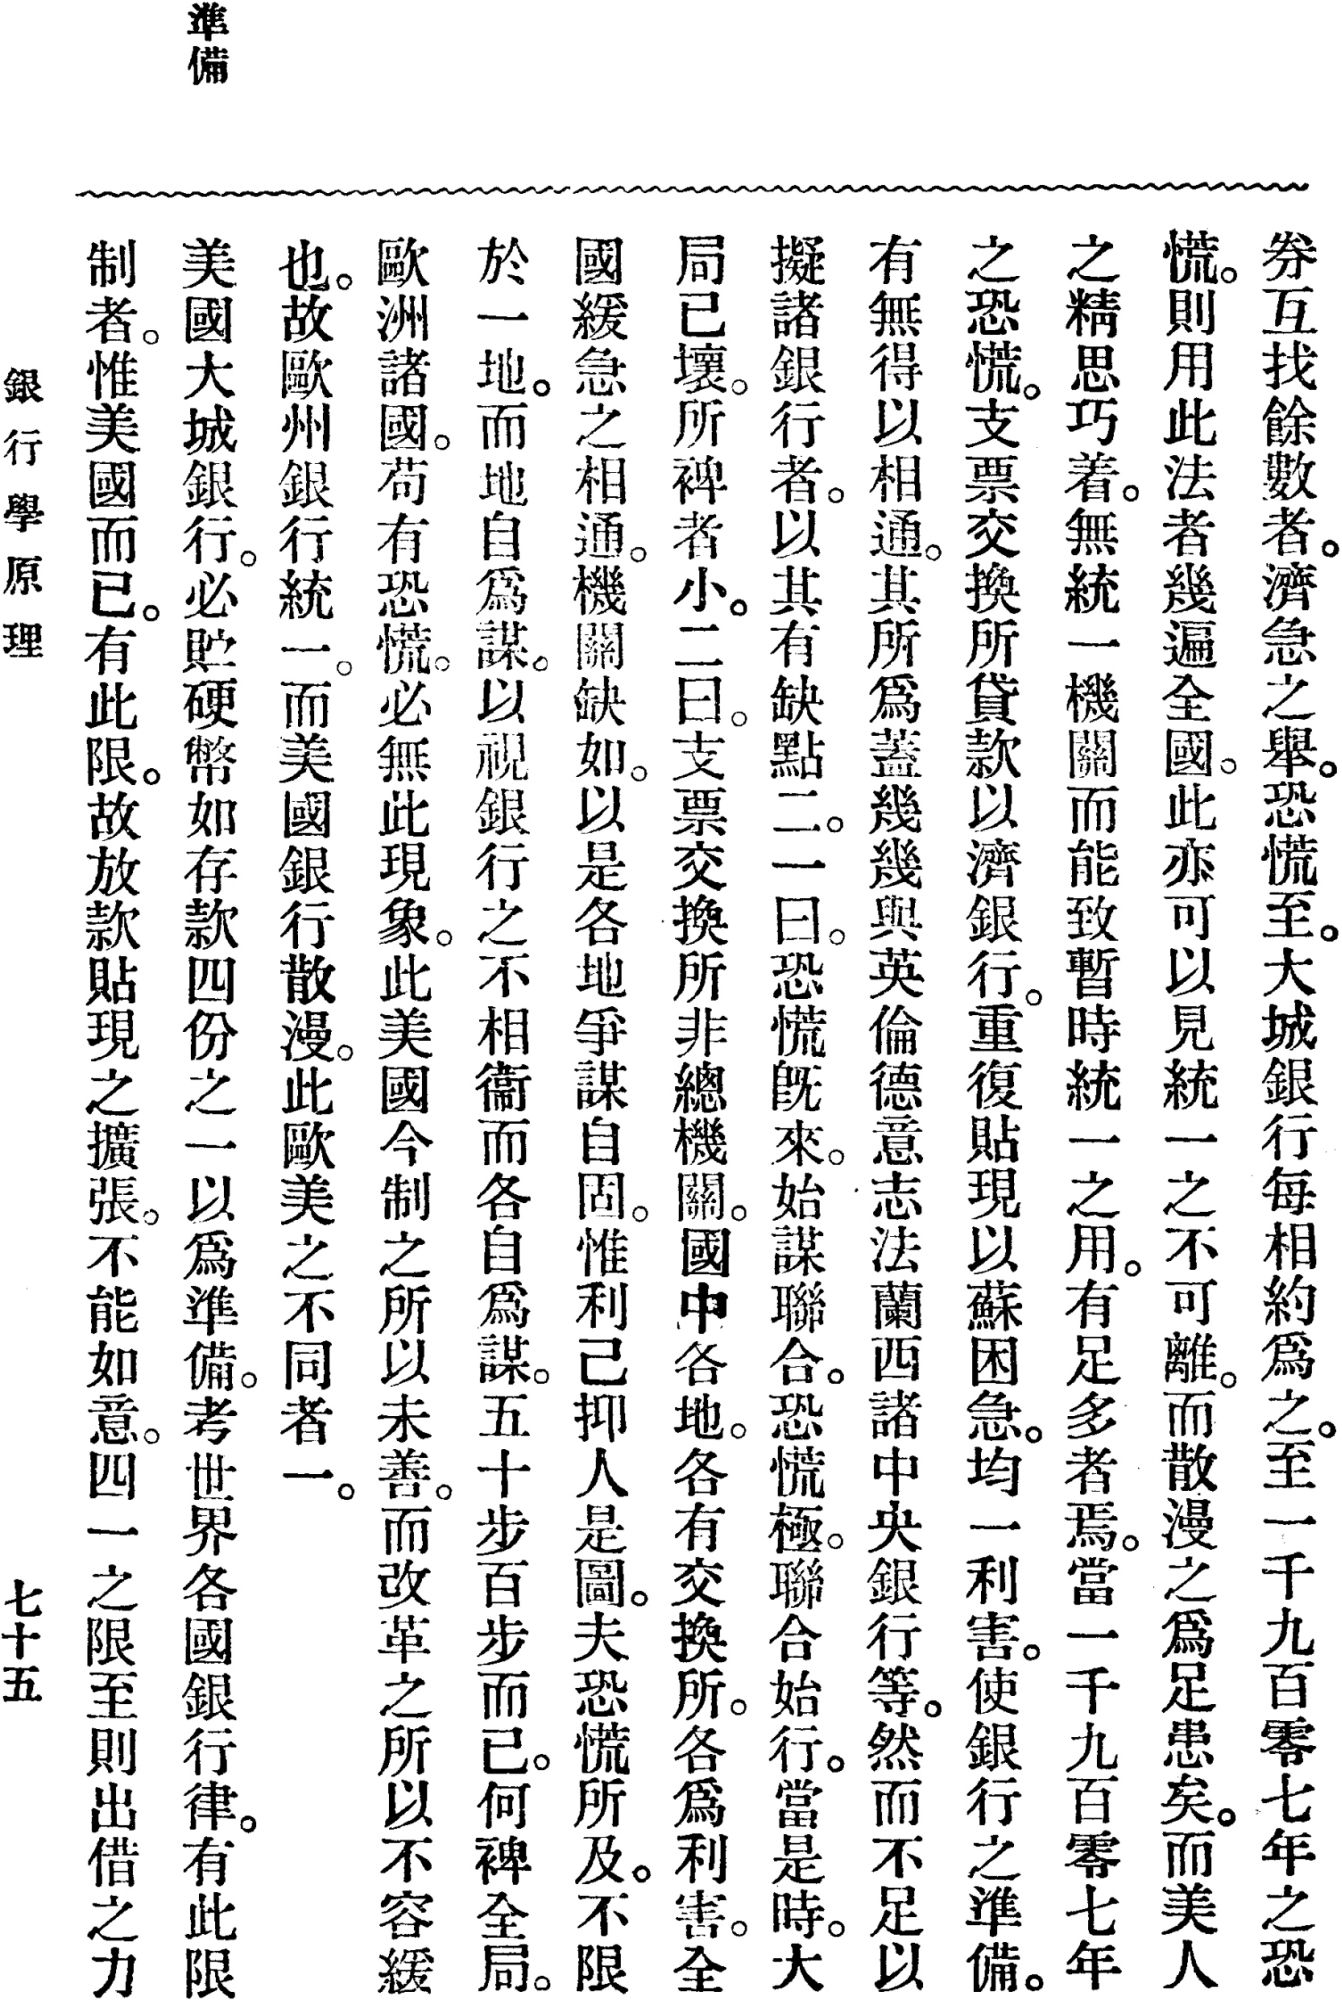 準備
券互找餘數者。濟急之舉。恐慌至。大城銀行每相約爲之。至一千九百零七年之恐
慌。則用此法者幾遍全國。此亦可以見統一之不可離。而散漫之爲足患矣。而美人
之精思巧着。無統一機關而能致暫時統一之用。有足多者焉。當一千九百零七年
之恐慌。支票交換所貸款以濟銀行。重復貼現以蘇困急。均一利害。使銀行之準備。
有無得以相通。其所爲蓋幾幾與英倫德意志法蘭西諸中央銀行等。然而不足以
擬諸銀行者。以其有缺點二。一曰。恐慌旣來。始謀聯合。恐慌極。聯合始行。當是時。大
局已壞。所裨者小。二曰。支票交換所非總機關。國中各地。各有交換所。各爲利害。全
國緩急之相通。機關缺如。以是各地爭謀自固。惟利己抑人是圖。夫恐慌所及。不限
於一地。而地自爲謀。以視銀行之不相衞而各自爲謀。五十步百步而已。何裨全局。
歐洲諸國。苟有恐慌。必無此現象。此美國今制之所以未善。而改革之所以不容緩
也。故歐州銀行統一。而美國銀行散漫。此歐美之不同者一。
美國大城銀行。必貯硬幣如存款四份之一以爲準備。考世界各國銀行律。有此限
制者。惟美國而已。有此限。故放款貼現之擴張。不能如意。四一之限至則出借之力
銀行學原理
七十五